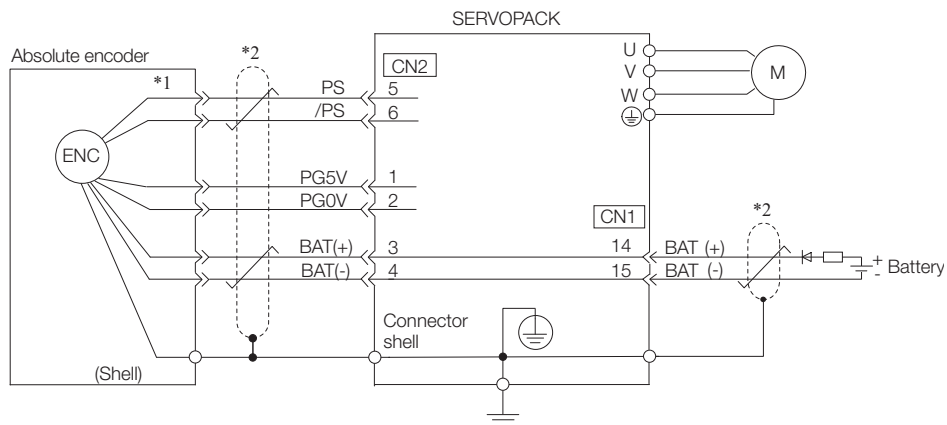 SERVOPACK
Absolute encoder
*2
*1
CN2
U
V
W
M
PS
5
/PS
6
ENC
PG5V
1
PG0V
2
CN1
*2
BAT(+)
3
14
BAT (+)
BAT(-)
4
15
BAT (-)
+
-
Battery
Connector
shell
(Shell)